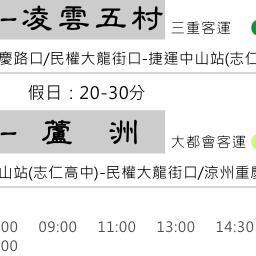 –凌雲五村 三重客運
慶路口/民權大龍街口-捷運中山站(志仁
假日：20-30分
– 蘆 洲 大都會客運
山站(志仁高中)-民權大龍街口/涼州重慶
00 09:00 11:00 13:00 14:30
00